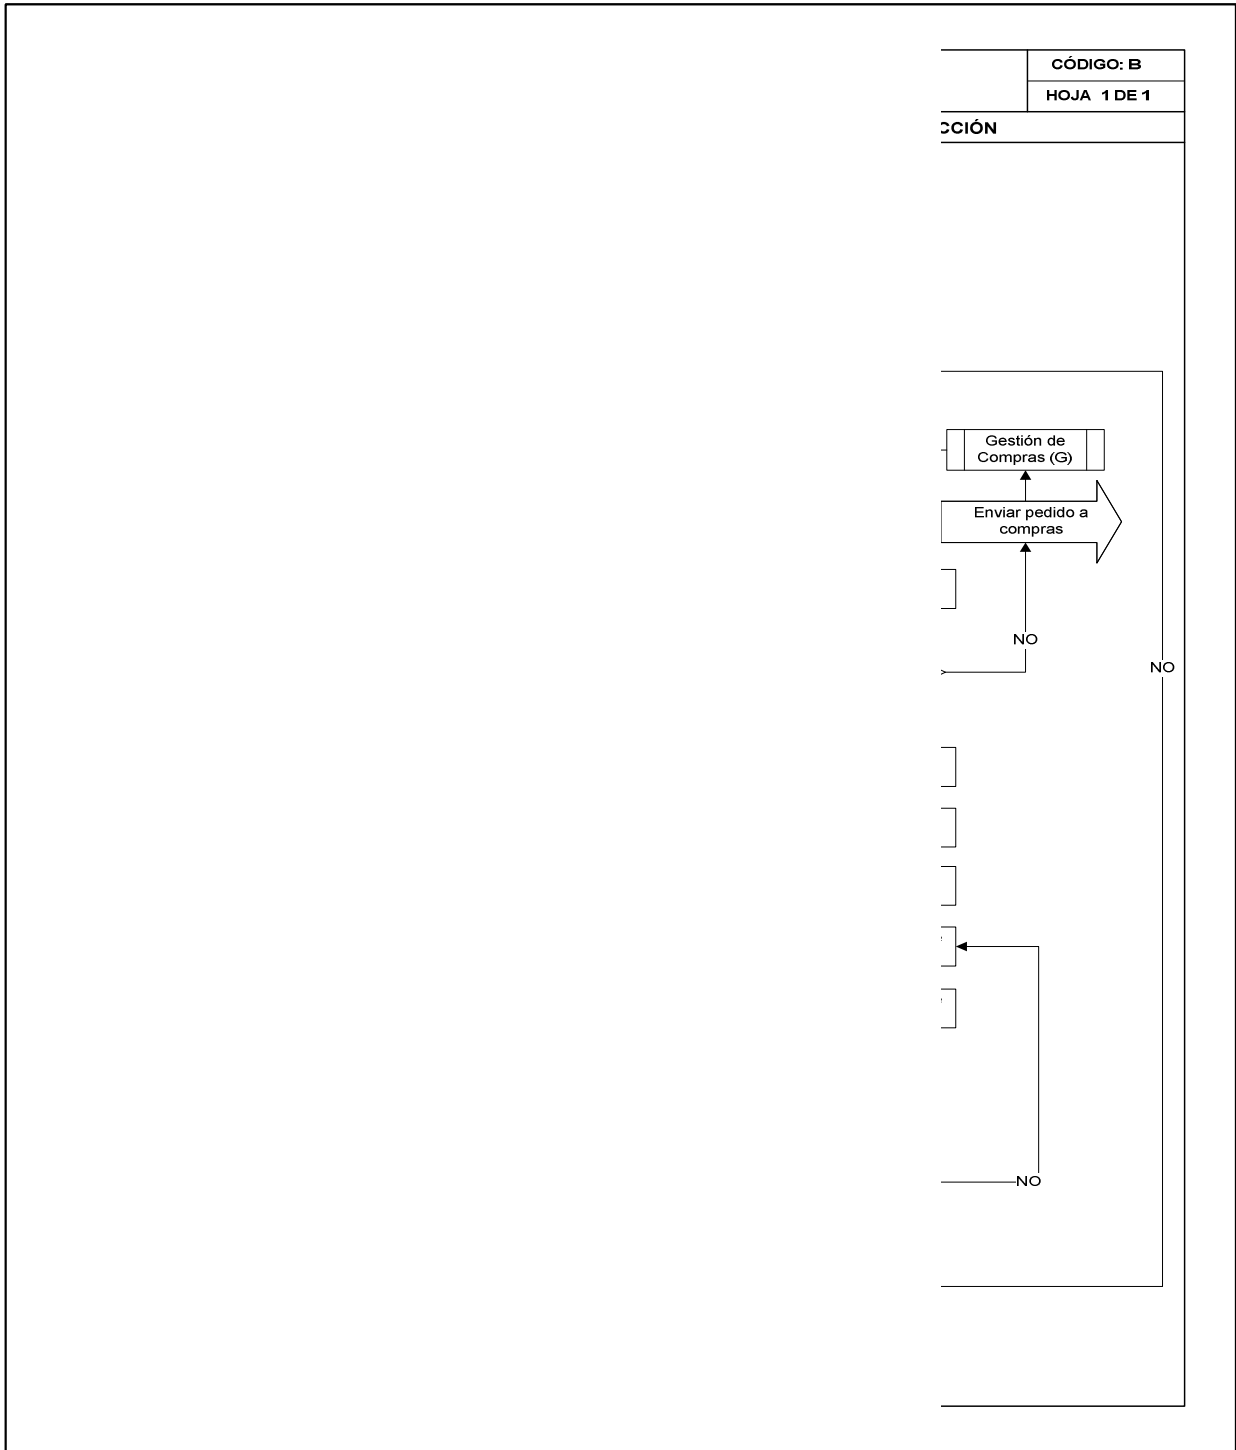 CÓDIGO: B
HOJA 1 DE 1
CCIÓN
Gestión de
Compras (G)
Enviar pedido a
compras
NO
NO
NO